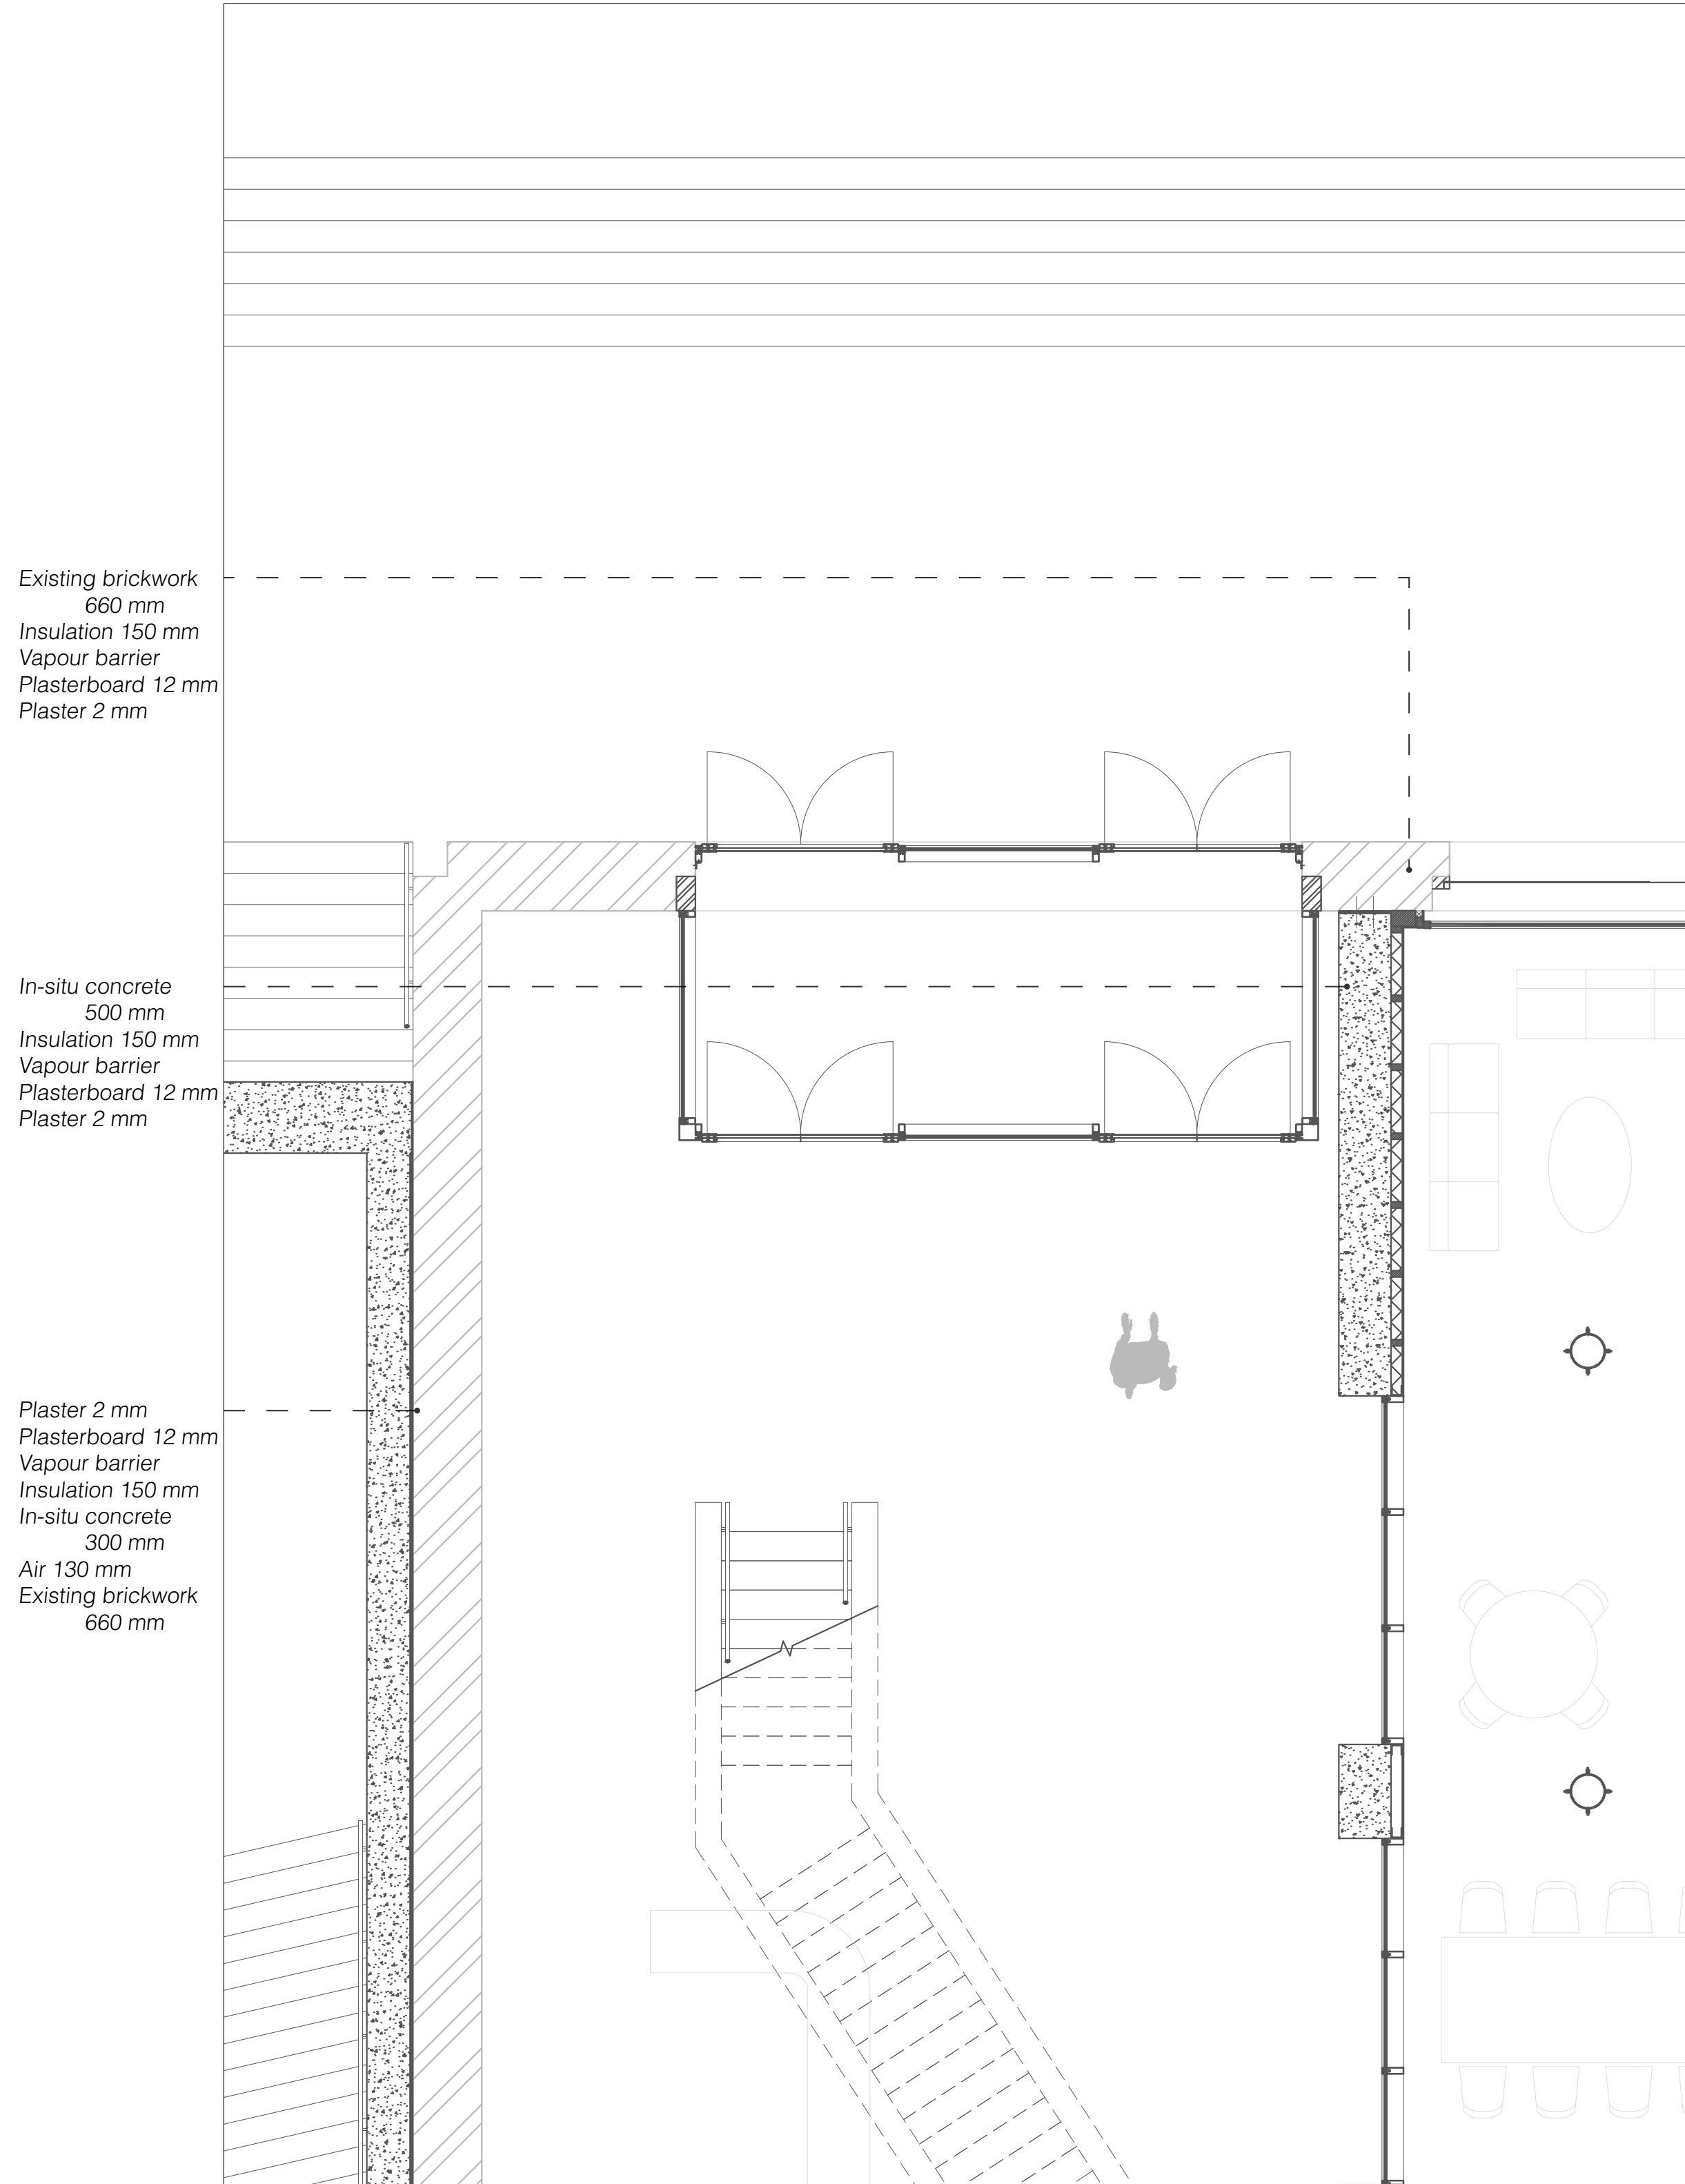 Existing brickwork
660 mm
Insulation 150 mm
Vapour barrier
Plasterboard 12 mm
Plaster 2 mm
In-situ concrete
500 mm
Insulation 150 mm
Vapour barrier
Plasterboard 12 mm
Plaster 2 mm
Plaster 2 mm
Plasterboard 12 mm
Vapour barrier
Insulation 150 mm
In-situ concrete
300 mm
Air 130 mm
Existing brickwork
660 mm